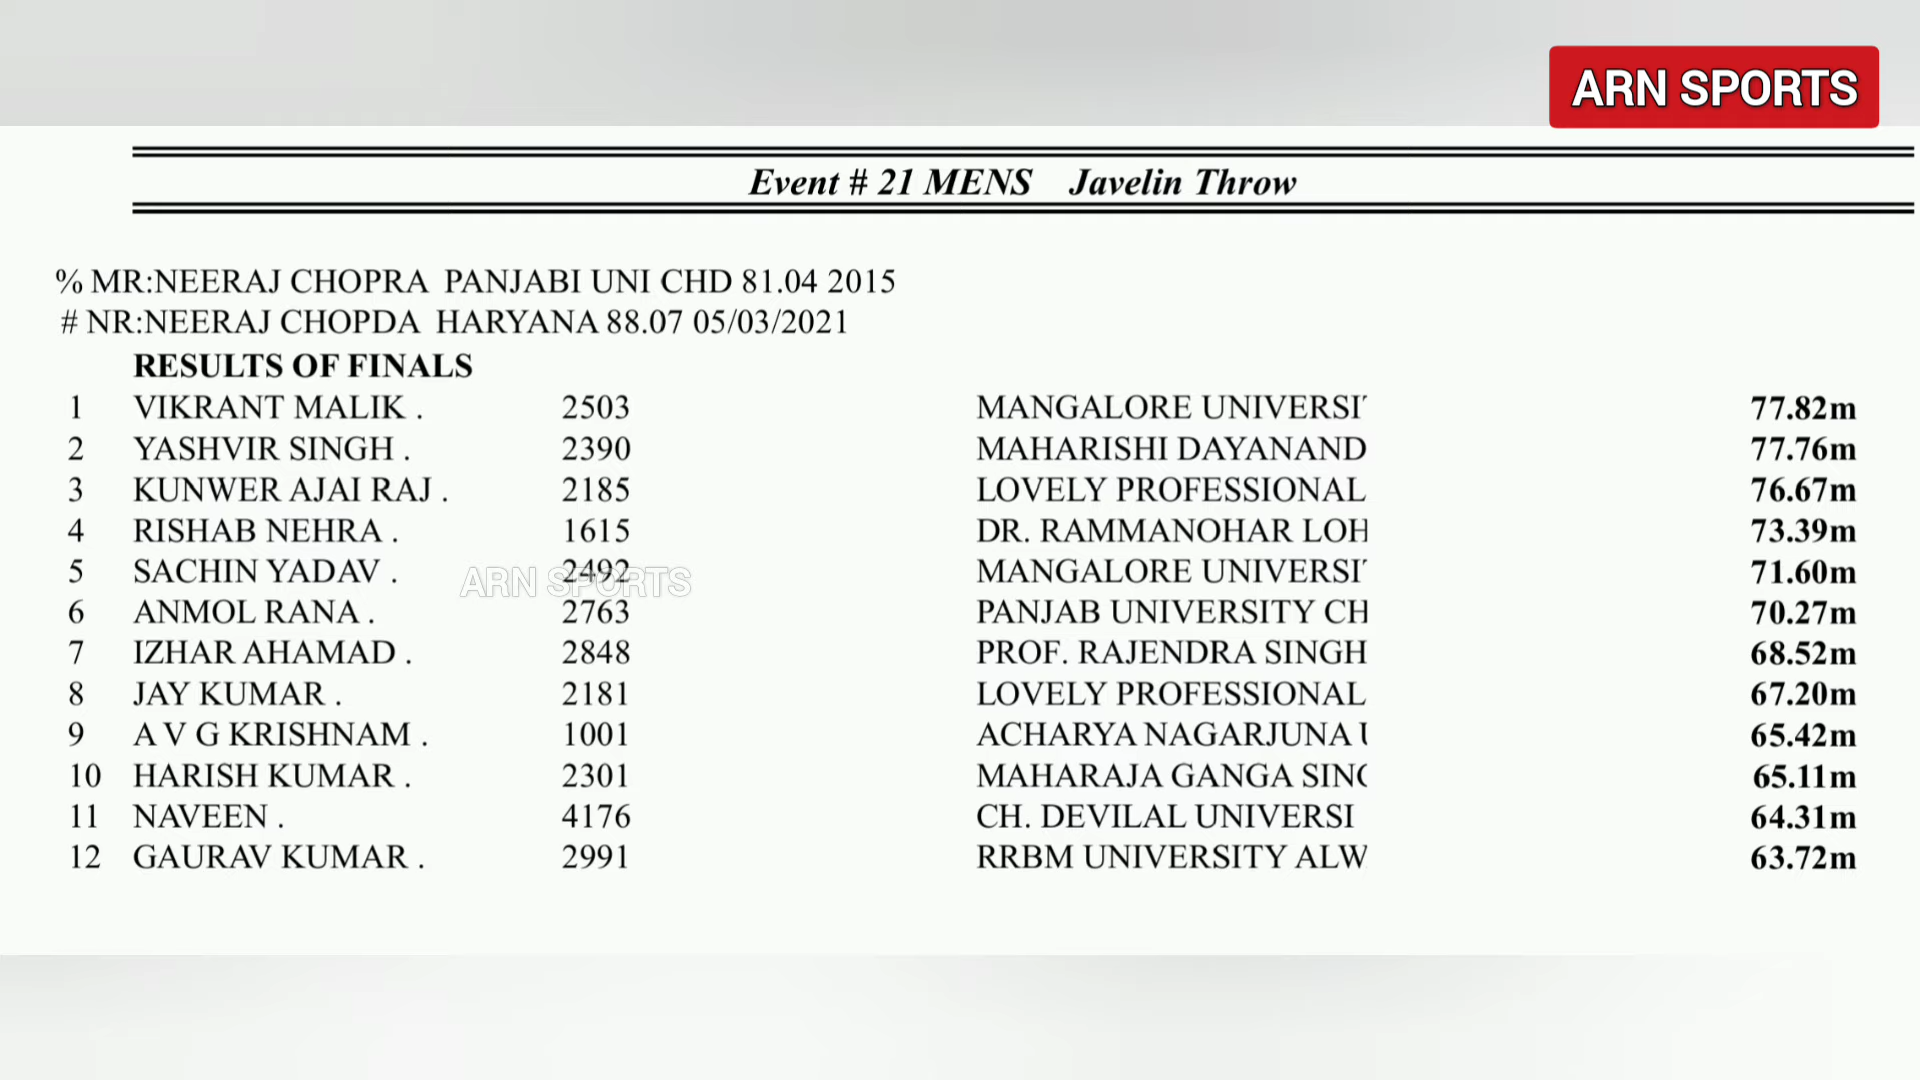 ARN SPORTS
Event # 21 MENS Javelin Throw
% MR:NEERAJ CHOPRA PANJABI UNI CHD 81.04 2015
# NR:NEERAJ CHOPDA HARYANA 88.07 05/03/2021
RESULTS OF FINALS
1 VIKRANT MALIK . 2503 MANGALORE UNIVERSI 77.82m
2 YASHVIR SINGH . 2390 MAHARISHI DAYANAND 77.76m
3 KUNWER AJAI RAJ . 2185 LOVELY PROFESSIONAL 76.67m
4 RISHAB NEHRA . 1615 DR. RAMMANOHAR LOH 73.39m
5 SACHIN YADAV . 2492 MANGALORE UNIVERSI 71.60m
ARN SPORTS
6 ANMOL RANA . 2763 PANJAB UNIVERSITY CH 70.27m
7 IZHAR AHAMAD . 2848 PROF. RAJENDRA SINGH 68.52m
8 JAY KUMAR . 2181 LOVELY PROFESSIONAL 67.20m
9 A V G KRISHNAM . 1001 ACHARYA NAGARJUNA 65.42m
10 HARISH KUMAR . 2301 MAHARAJA GANGA SING 65.11m
11 NAVEEN . 4176 CH. DEVILAL UNIVERSI 64.31m
12 GAURAV KUMAR . 2991 RRBM UNIVERSITY ALW 63.72m